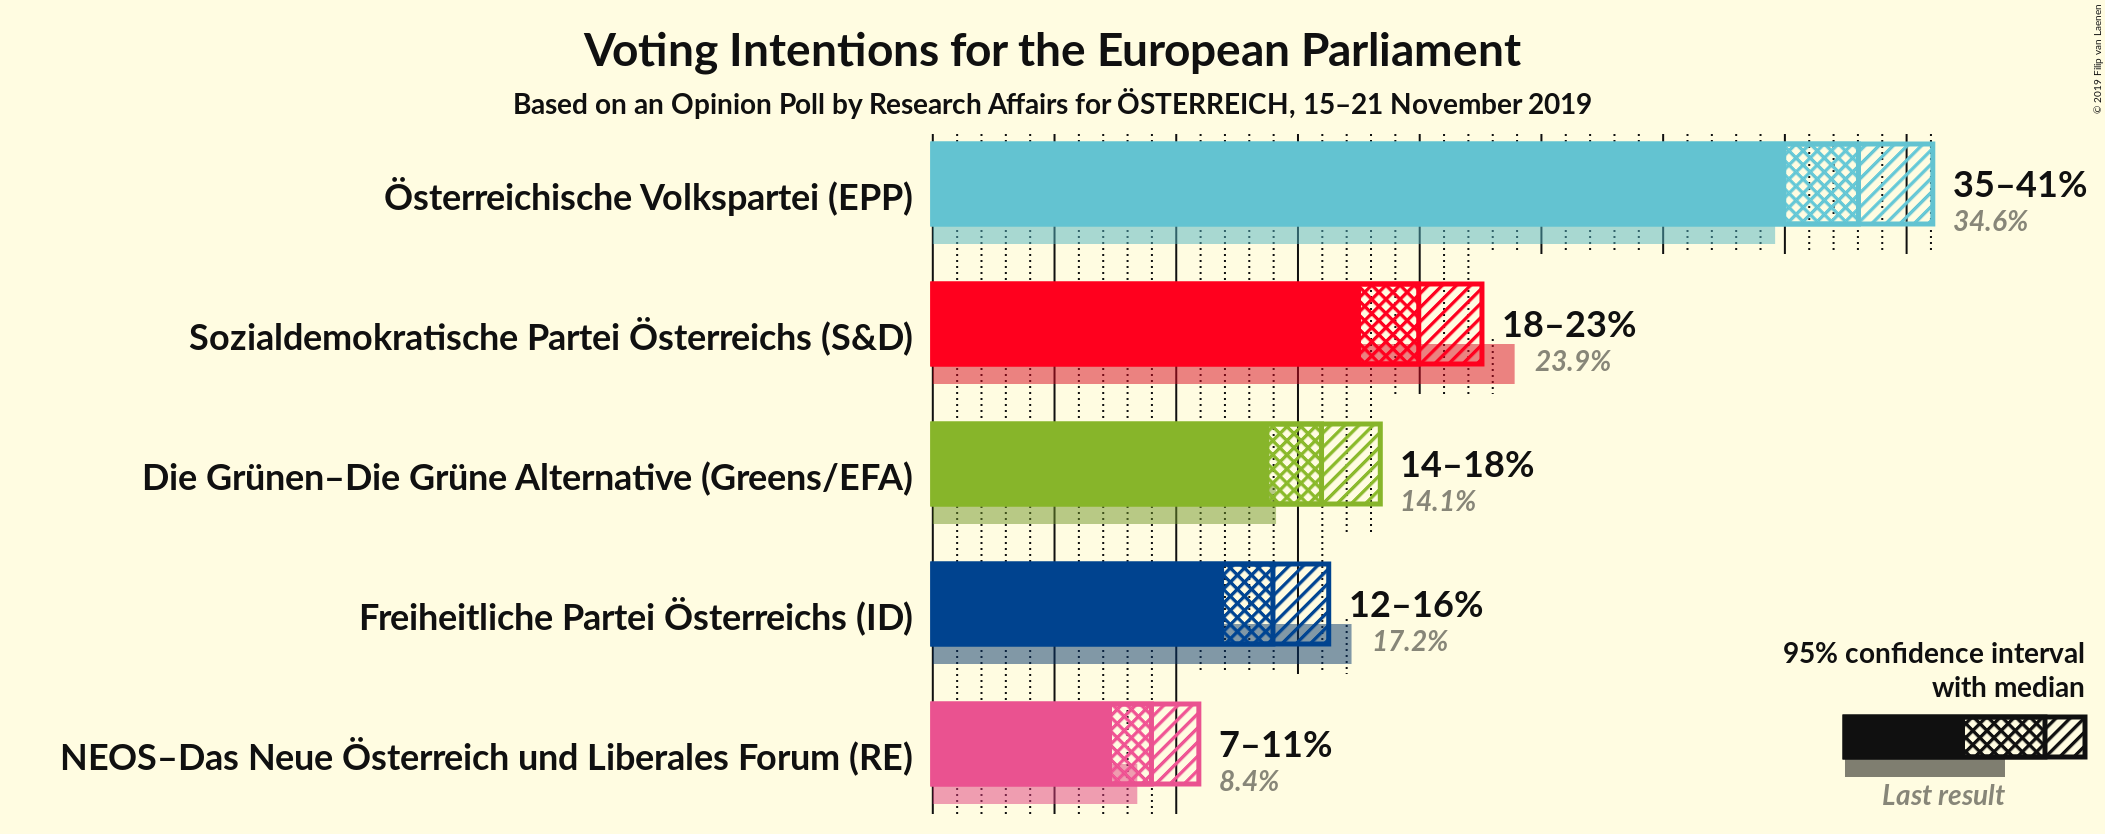 Voting Intentions for the European Parliament
Based on an Opinion Poll by Research Affairs for ÖSTERREICH, 15–21 November 2019
© 2019 Filip van Laenen
Österreichische Volkspartei (EPP)
35–41%
34.6%
Sozialdemokratische Partei Österreichs (S&D)
18–23%
23.9%
Die Grünen–Die Grüne Alternative (Greens/EFA)
14–18%
14.1%
Freiheitliche Partei Österreichs (ID)
12–16%
17.2%
NEOS–Das Neue Österreich und Liberales Forum (RE)
7–11%
8.4%
95% confidence interval
with median
Last result